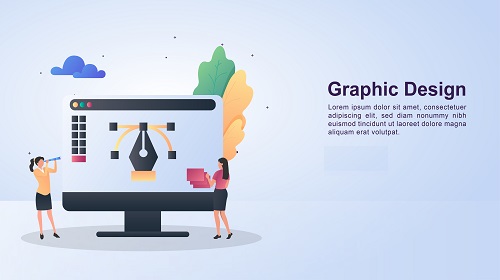 Graphic Design
Lorem ipsum dolor sit amet, consectetuer
adipiscing elit, sed diam nonummy nibh
euismod tincidunt ut laoreet dolore magna
aliquam erat volutpat.